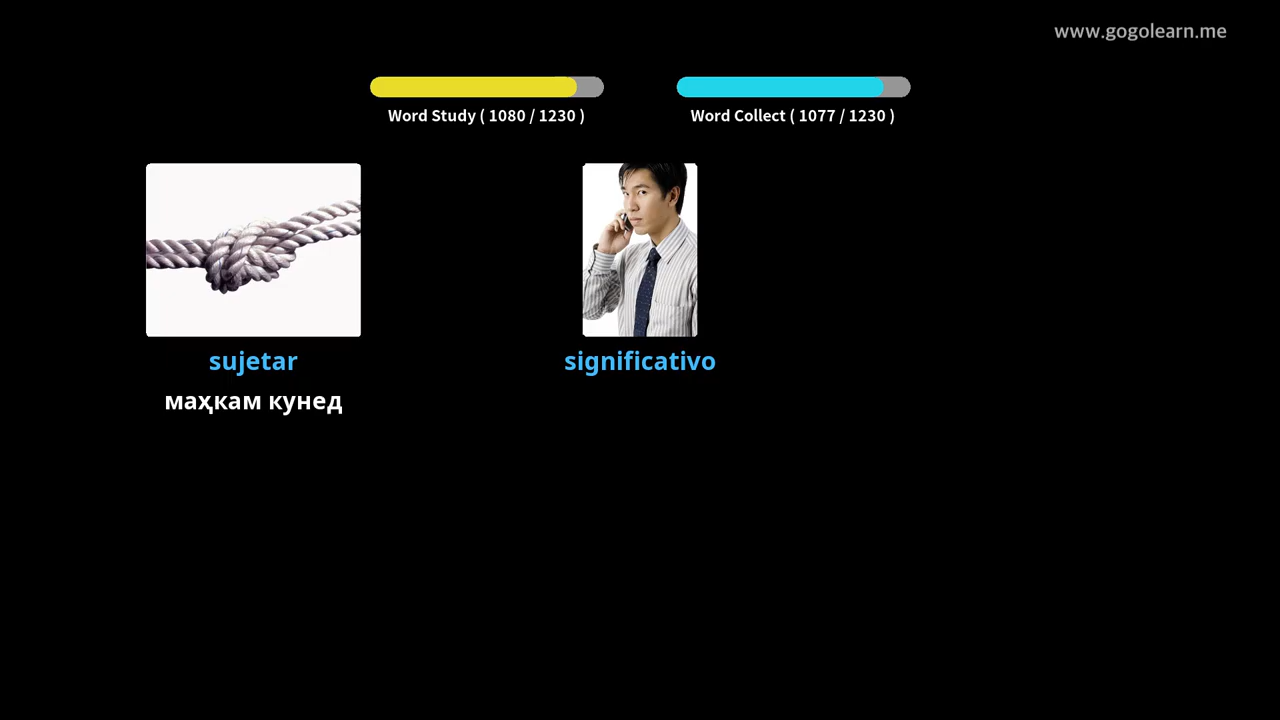 www.gogolearn.me
Word Study ( 1080 / 1230 )
Word Collect ( 1077 / 1230 )
sujetar
маҳкам кунед
significativo